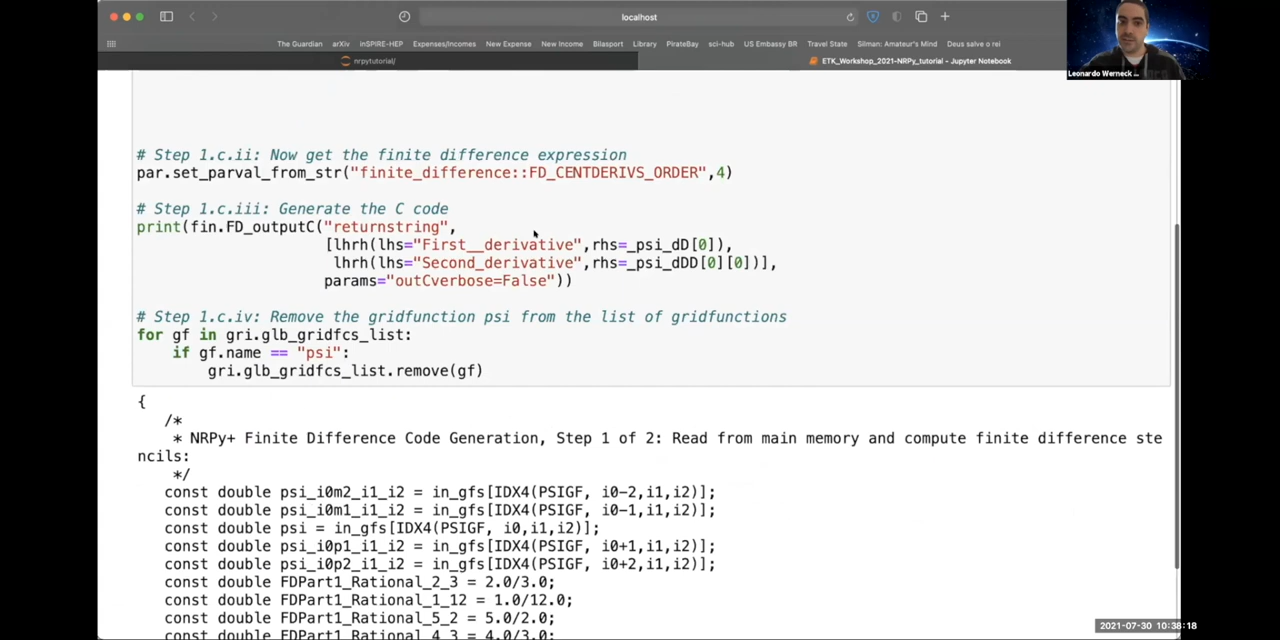 localhost
The Guardian arXiv inSPIRE-HEP Expenses/Incomes New Expense New Income Bilasport Library PirateBay sci-hub US Embassy BR Travel State Silman: Amateur's Mind Deus salve o rei
nrpytutorial/
ETK_Workshop_2021-NRPy_tutorial - Jupyter Notebook
Leonardo Werneck ...
# Step 1.c.ii: Now get the finite difference expression
par.set_parval_from_str("finite_difference::FD_CENTDERIVS_ORDER",4)
# Step 1.c.iii: Generate the C code
print(fin.FD_outputC("returnstring",
[lhrh(lhs="First__derivative",rhs=_psi_dD[0]),
lhrh(lhs="Second_derivative",rhs=_psi_dDD[0][0])],
params="outCverbose=False"))
# Step 1.c.iv: Remove the gridfunction psi from the list of gridfunctions
for gf in gri.glb_gridfcs_list:
if gf.name == "psi":
gri.glb_gridfcs_list.remove(gf)
{
/*
* NRPy+ Finite Difference Code Generation, Step 1 of 2: Read from main memory and compute finite difference ste
ncils:
*/
const double psi_i0m2_i1_i2 = in_gfs[IDX4(PSIGF, i0-2,i1,i2)];
const double psi_i0m1_i1_i2 = in_gfs[IDX4(PSIGF, i0-1,i1,i2)];
const double psi = in_gfs[IDX4(PSIGF, i0,i1,i2)];
const double psi_i0p1_i1_i2 = in_gfs[IDX4(PSIGF, i0+1,i1,i2)];
const double psi_i0p2_i1_i2 = in_gfs[IDX4(PSIGF, i0+2,i1,i2)];
const double FDPart1_Rational_2_3 = 2.0/3.0;
const double FDPart1_Rational_1_12 = 1.0/12.0;
const double FDPart1_Rational_5_2 = 5.0/2.0;
const double FDPart1_Rational_4_3 = 4.0/3.0;
2021-07-30 10:38:18